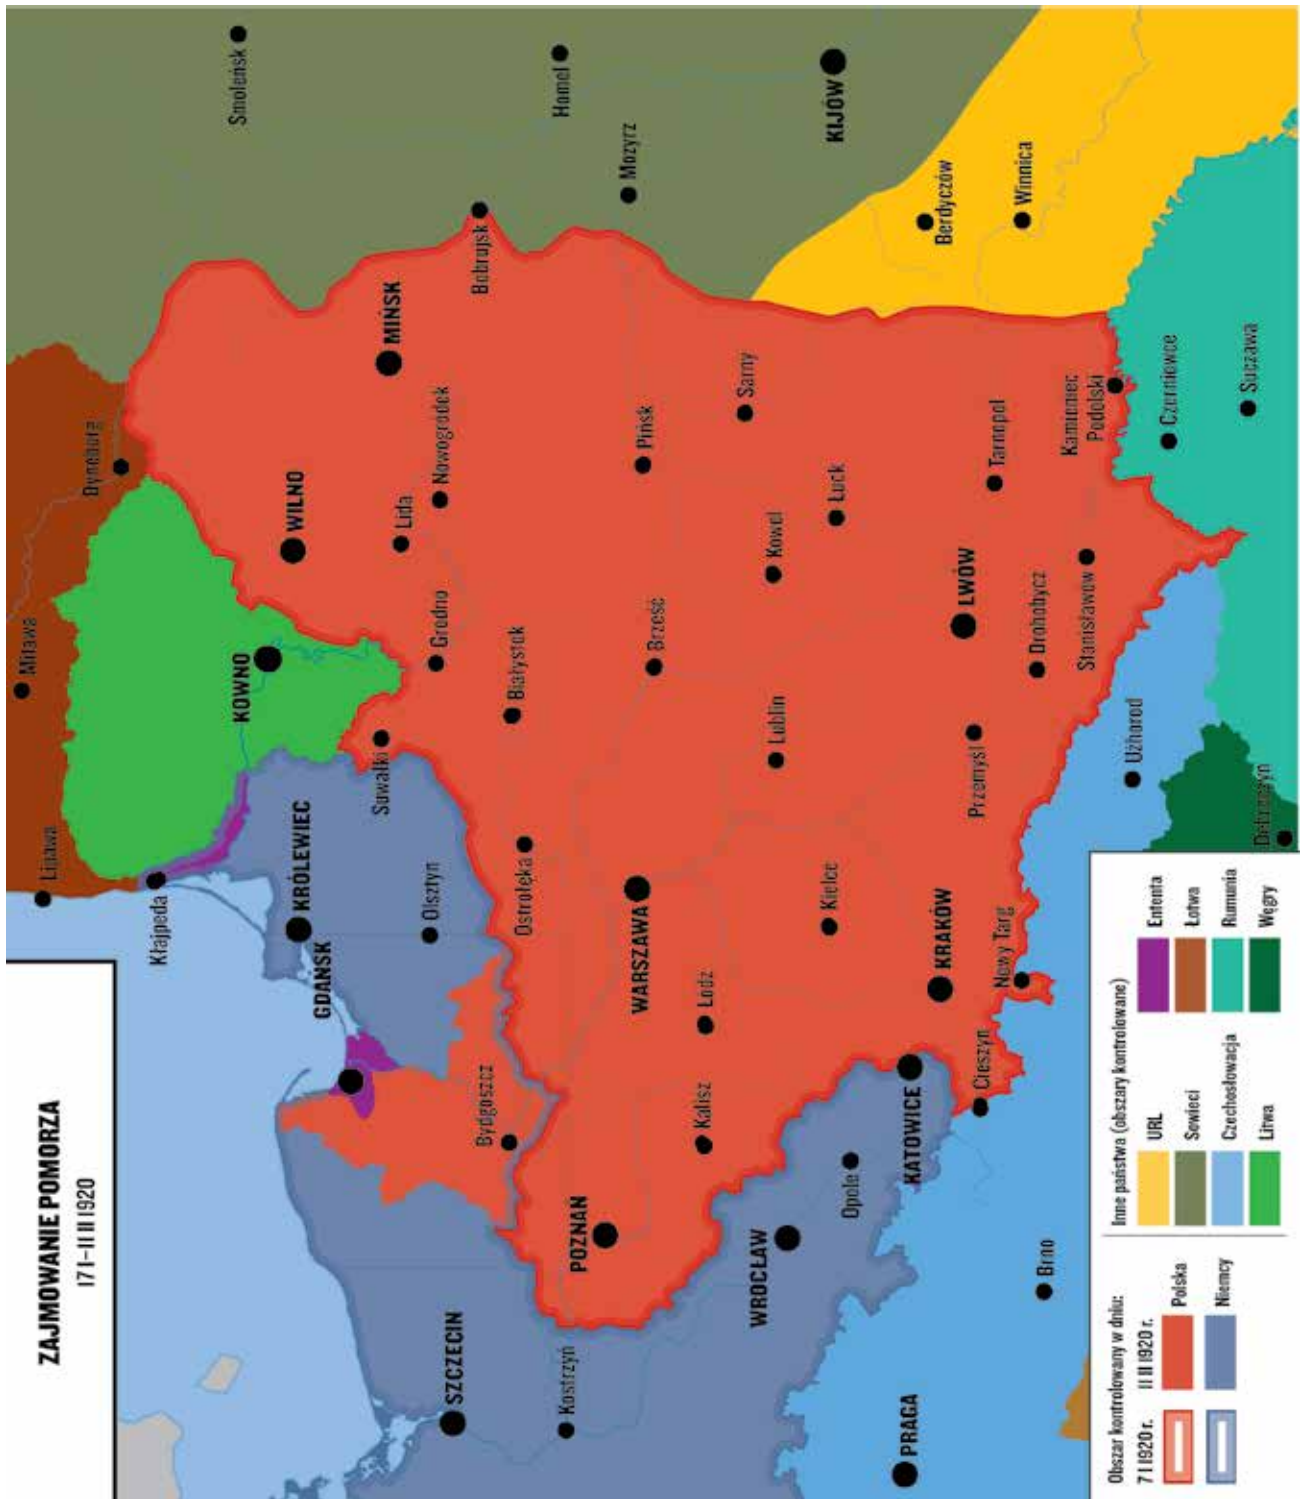 ZAJMOWANIE POMORZA
17 I–11 II 1920
Smoleńsk
Homel
KIJÓW
Mozyrz
Bobrujsk
Berdyczów
Winnica
MIŃSK
Dyneburg
Nowogródek
Sarny
Pińsk
Kamieniec
Podolski
Czerniowce
Suczawa
WILNO
Lida
Łuck
Tarnopol
Kowel
LWÓW
Stanisławów
Mitawa
KOWNO
Grodno
Brześć
Drohobycz
Białystok
Suwałki
Lublin
Przemyśl
Użhorod
Debreczyn
Lipawa
Kłajpeda
KRÓLEWIEC
Olsztyn
Ostrołęka
WARSZAWA
Kielce
KRAKÓW
Nowy Targ
GDAŃSK
Łódź
Bydgoszcz
Kalisz
KATOWICE
Cieszyn
Opole
POZNAŃ
WROCŁAW
Brno
SZCZECIN
Kostrzyn
PRAGA
Obszar kontrolowany w dniu:
7 I 1920 r.
11 II 1920 r.
Polska
Niemcy
Inne państwa (obszary kontrolowane)
URL
Sowieci
Czechosłowacja
Litwa
Ententa
Łotwa
Rumunia
Węgry